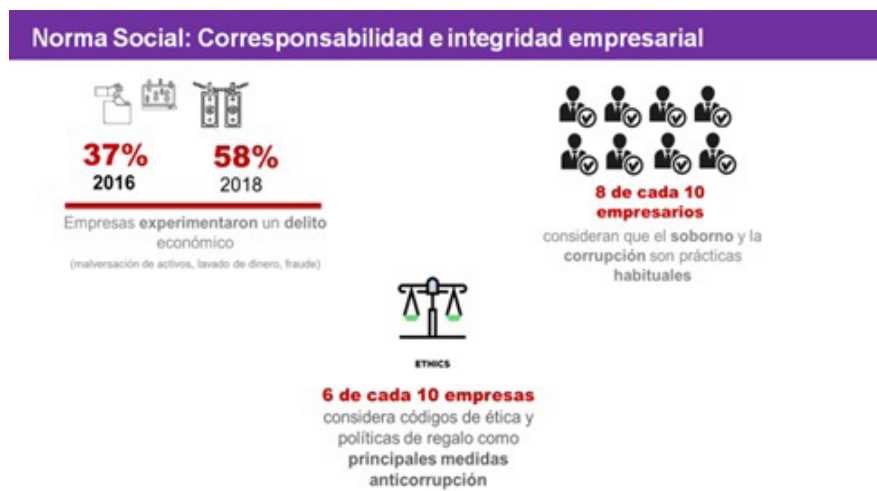 Norma Social: Corresponsabilidad e integridad empresarial
37%
58%
2016
2018
Empresas experimentaron un delito
económico
(malversación de activos, lavado de dinero, fraude)
8 de cada 10
empresarios
consideran que el soborno y la
corrupción son prácticas
habituales
ETHICS
6 de cada 10 empresas
considera códigos de ética y
políticas de regalo como
principales medidas
anticorrupción